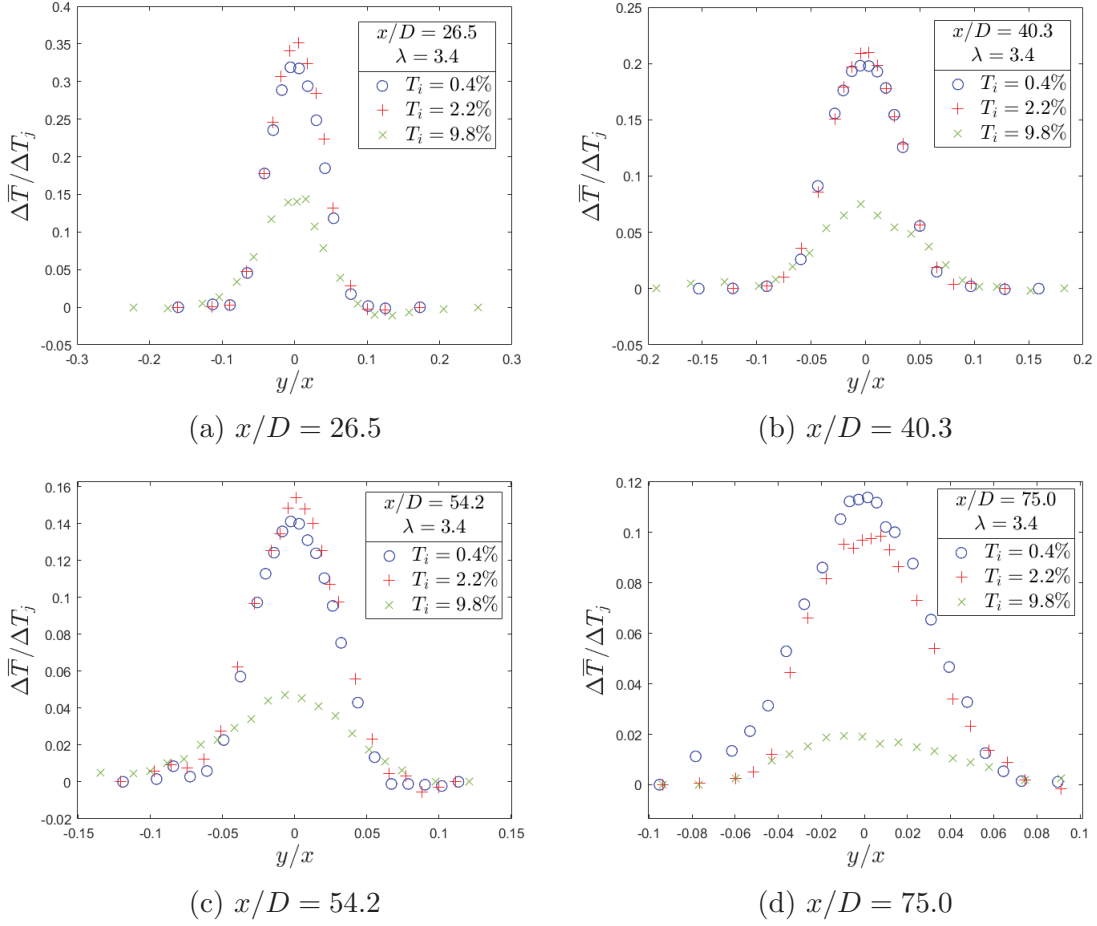 x/D = 26.5
λ = 3.4
T_i = 0.4%
T_i = 2.2%
T_i = 9.8%
0.35
0.3
0.25
0.2
0.15
0.1
0.05
0
-0.05
ΔT̅/ΔT_j
-0.3 -0.2 -0.1 0 0.1 0.2 0.3
y/x
(a) x/D = 26.5
x/D = 40.3
λ = 3.4
T_i = 0.4%
T_i = 2.2%
T_i = 9.8%
0.25
0.2
0.15
0.1
0.05
0
-0.05
ΔT̅/ΔT_j
-0.2 -0.15 -0.1 -0.05 0 0.05 0.1 0.15 0.2
y/x
(b) x/D = 40.3
x/D = 54.2
λ = 3.4
T_i = 0.4%
T_i = 2.2%
T_i = 9.8%
0.16
0.14
0.12
0.1
0.08
0.06
0.04
0.02
0
-0.02
ΔT̅/ΔT_j
-0.15 -0.1 -0.05 0 0.05 0.1 0.15
y/x
(c) x/D = 54.2
x/D = 75.0
λ = 3.4
T_i = 0.4%
T_i = 2.2%
T_i = 9.8%
0.12
0.1
0.08
0.06
0.04
0.02
0
ΔT̅/ΔT_j
-0.1 -0.08 -0.06 -0.04 -0.02 0 0.02 0.04 0.06 0.08 0.1
y/x
(d) x/D = 75.0